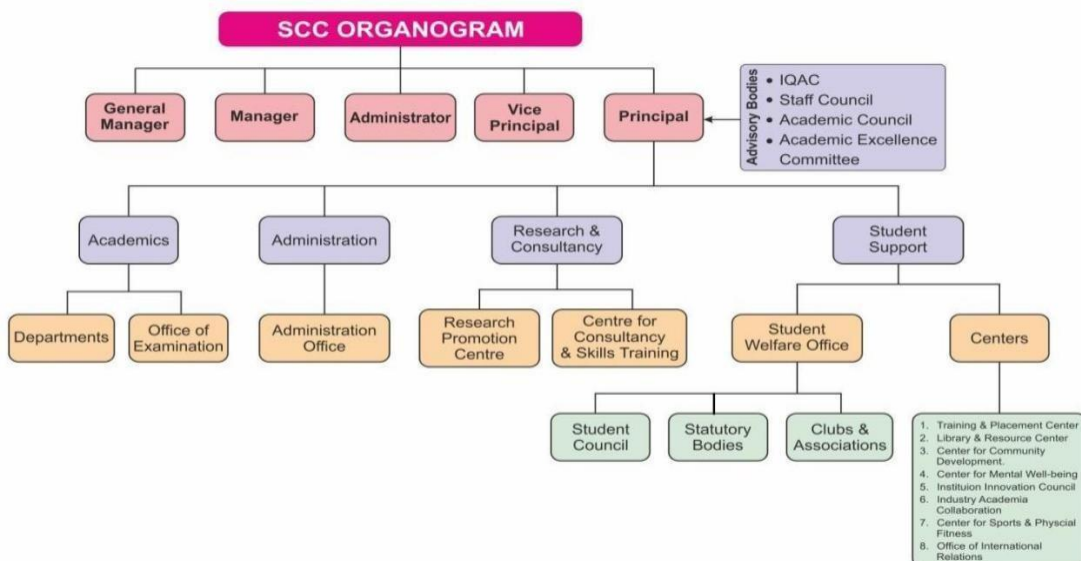 SCC ORGANOGRAM
General
Manager
Manager
Administrator
Vice
Principal
Principal
Advisory Bodies
• IQAC
• Staff Council
• Academic Council
• Academic Excellence
Committee
Academics
Administration
Research &
Consultancy
Student
Support
Departments
Office of
Examination
Administration
Office
Research
Promotion
Centre
Centre for
Consultancy
& Skills Training
Student
Welfare Office
Centers
Student
Council
Statutory
Bodies
Clubs &
Associations
1. Training & Placement Center
2. Library & Resource Center
3. Center for Community
Development.
4. Center for Mental Well-being
5. Instituion Innovation Council
6. Industry Academia
Collaboration
7. Center for Sports & Physcial
Fitness
8. Office of International
Relations